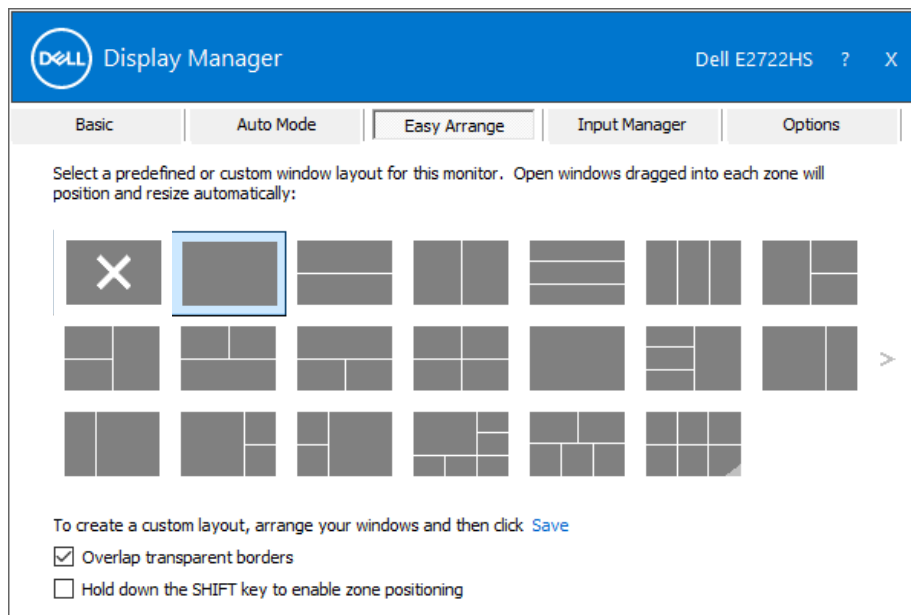 DELL Display Manager Dell E2722HS ? X
Basic Auto Mode Easy Arrange Input Manager Options
Select a predefined or custom window layout for this monitor. Open windows dragged into each zone will
position and resize automatically:
>
To create a custom layout, arrange your windows and then click Save
Overlap transparent borders
Hold down the SHIFT key to enable zone positioning